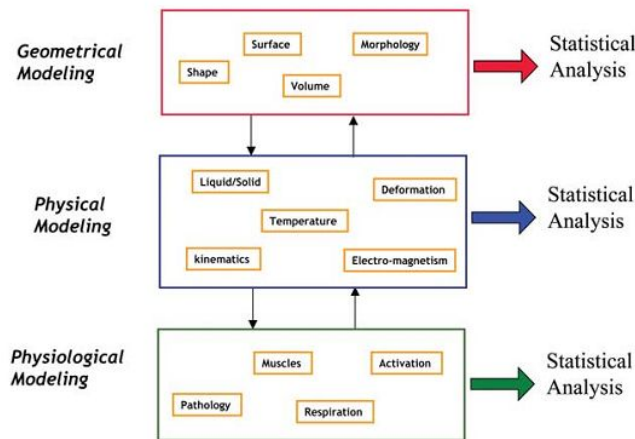 Geometrical
Modeling
Surface
Morphology
Shape
Volume
Statistical
Analysis
Physical
Modeling
Liquid/Solid
Deformation
Temperature
kinematics
Electro-magnetism
Statistical
Analysis
Physiological
Modeling
Muscles
Activation
Pathology
Respiration
Statistical
Analysis